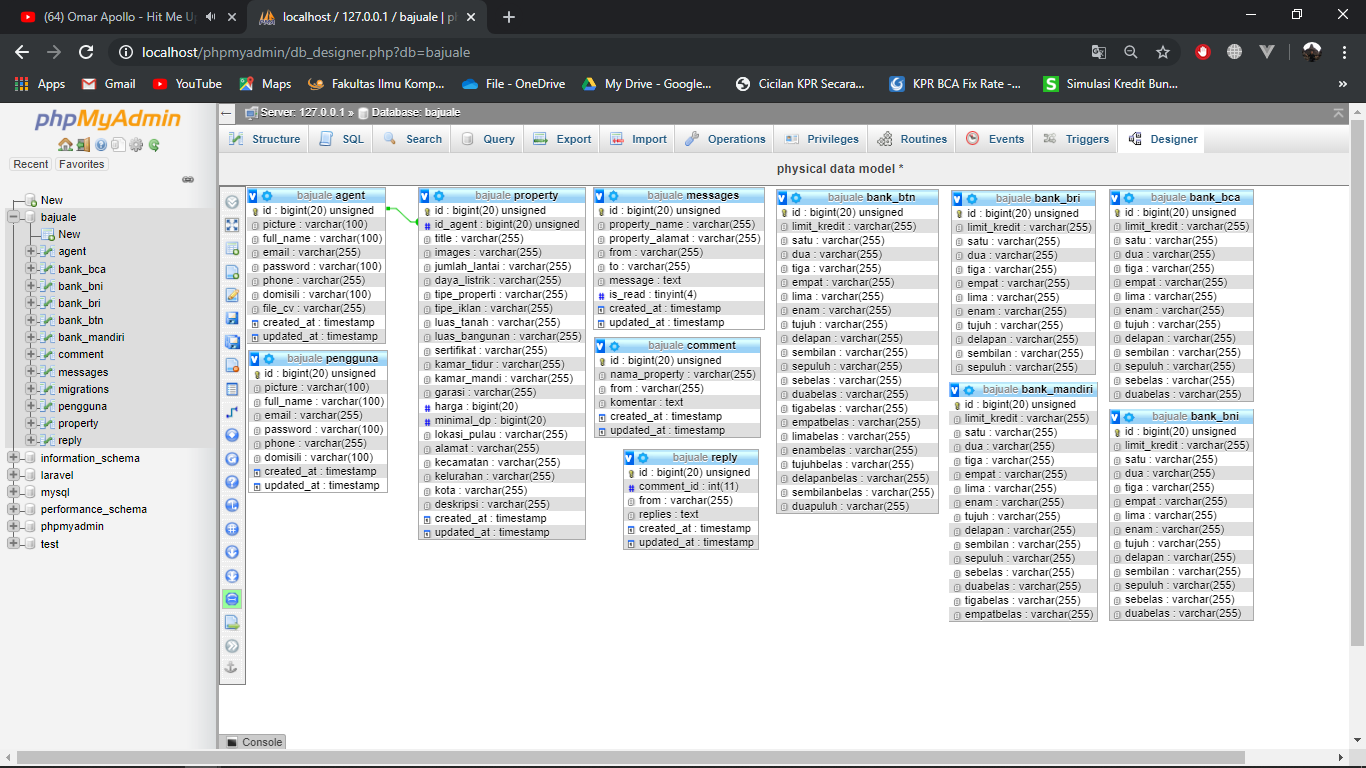 (64) Omar Apollo - Hit Me U
localhost / 127.0.0.1 / bajuale | ph
localhost/phpmyadmin/db_designer.php?db=bajuale
Apps
Gmail
YouTube
Maps
Fakultas Ilmu Komp...
File - OneDrive
My Drive - Google...
Cicilan KPR Secara...
KPR BCA Fix Rate -...
Simulasi Kredit Bun...
»
phpMyAdmin
Recent
Favorites
New
bajuale
New
agent
bank_bca
bank_bni
bank_bri
bank_btn
bank_mandiri
comment
messages
migrations
pengguna
property
reply
information_schema
laravel
mysql
performance_schema
phpmyadmin
test
Server: 127.0.0.1 » Database: bajuale
Structure
SQL
Search
Query
Export
Import
Operations
Privileges
Routines
Events
Triggers
Designer
physical data model *
bajuale agent
id : bigint(20) unsigned
picture : varchar(100)
full_name : varchar(100)
email : varchar(255)
password : varchar(100)
phone : varchar(255)
domisili : varchar(100)
file_cv : varchar(255)
created_at : timestamp
updated_at : timestamp
bajuale pengguna
id : bigint(20) unsigned
picture : varchar(100)
full_name : varchar(100)
email : varchar(255)
password : varchar(100)
phone : varchar(255)
domisili : varchar(100)
created_at : timestamp
updated_at : timestamp
bajuale property
id : bigint(20) unsigned
id_agent : bigint(20) unsigned
title : varchar(255)
images : varchar(255)
jumlah_lantai : varchar(255)
daya_listrik : varchar(255)
tipe_properti : varchar(255)
tipe_iklan : varchar(255)
luas_tanah : varchar(255)
luas_bangunan : varchar(255)
sertifikat : varchar(255)
kamar_tidur : varchar(255)
kamar_mandi : varchar(255)
garasi : varchar(255)
harga : bigint(20)
minimal_dp : bigint(20)
lokasi_pulau : varchar(255)
alamat : varchar(255)
kecamatan : varchar(255)
kelurahan : varchar(255)
kota : varchar(255)
deskripsi : varchar(255)
created_at : timestamp
updated_at : timestamp
bajuale messages
id : bigint(20) unsigned
property_name : varchar(255)
property_alamat : varchar(255)
from : varchar(255)
to : varchar(255)
message : text
is_read : tinyint(4)
created_at : timestamp
updated_at : timestamp
bajuale comment
id : bigint(20) unsigned
nama_property : varchar(255)
from : varchar(255)
komentar : text
created_at : timestamp
updated_at : timestamp
bajuale reply
id : bigint(20) unsigned
comment_id : int(11)
from : varchar(255)
replies : text
created_at : timestamp
updated_at : timestamp
bajuale bank_btn
id : bigint(20) unsigned
limit_kredit : varchar(255)
satu : varchar(255)
dua : varchar(255)
tiga : varchar(255)
empat : varchar(255)
lima : varchar(255)
enam : varchar(255)
tujuh : varchar(255)
delapan : varchar(255)
sembilan : varchar(255)
sepuluh : varchar(255)
sebelas : varchar(255)
duabelas : varchar(255)
tigabelas : varchar(255)
empatbelas : varchar(255)
limabelas : varchar(255)
enambelas : varchar(255)
tujuhbelas : varchar(255)
delapanbelas : varchar(255)
sembilanbelas : varchar(255)
duapuluh : varchar(255)
bajuale bank_bri
id : bigint(20) unsigned
limit_kredit : varchar(255)
satu : varchar(255)
dua : varchar(255)
tiga : varchar(255)
empat : varchar(255)
lima : varchar(255)
enam : varchar(255)
tujuh : varchar(255)
delapan : varchar(255)
sembilan : varchar(255)
sepuluh : varchar(255)
bajuale bank_mandiri
id : bigint(20) unsigned
limit_kredit : varchar(255)
satu : varchar(255)
dua : varchar(255)
tiga : varchar(255)
empat : varchar(255)
lima : varchar(255)
enam : varchar(255)
tujuh : varchar(255)
delapan : varchar(255)
sembilan : varchar(255)
sepuluh : varchar(255)
sebelas : varchar(255)
duabelas : varchar(255)
tigabelas : varchar(255)
empatbelas : varchar(255)
bajuale bank_bca
id : bigint(20) unsigned
limit_kredit : varchar(255)
satu : varchar(255)
dua : varchar(255)
tiga : varchar(255)
empat : varchar(255)
lima : varchar(255)
enam : varchar(255)
tujuh : varchar(255)
delapan : varchar(255)
sembilan : varchar(255)
sepuluh : varchar(255)
sebelas : varchar(255)
duabelas : varchar(255)
bajuale bank_bni
id : bigint(20) unsigned
limit_kredit : varchar(255)
satu : varchar(255)
dua : varchar(255)
tiga : varchar(255)
empat : varchar(255)
lima : varchar(255)
enam : varchar(255)
tujuh : varchar(255)
delapan : varchar(255)
sembilan : varchar(255)
sepuluh : varchar(255)
sebelas : varchar(255)
duabelas : varchar(255)
Console